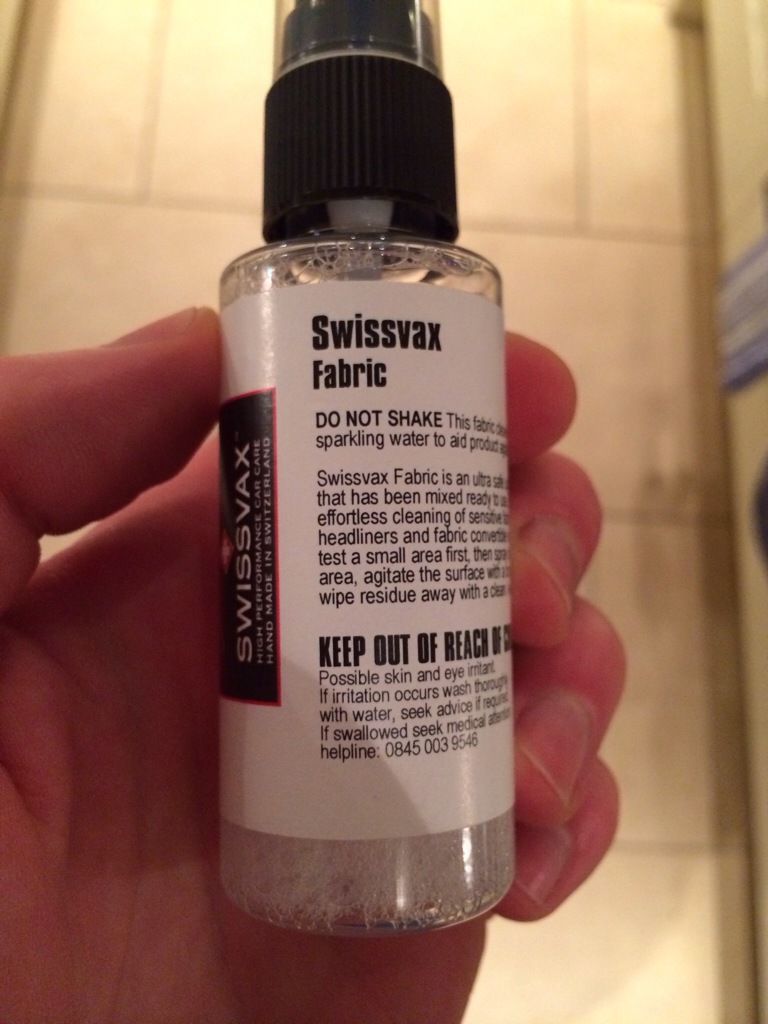 Swissvax
Fabric
DO NOT SHAKE This fabric
sparkling water to aid product
Swissvax Fabric is an ultra safe
that has been mixed ready to
effortless cleaning of sensitive
headliners and fabric
test a small area first, then
area, agitate the surface with a
wipe residue away with a clean
KEEP OUT OF REACH OF
Possible skin and eye irritant.
If irritation occurs wash
with water, seek advice if required
If swallowed seek medical
helpline: 0845 003 9546
SWISSVAX™
HIGH PERFORMANCE CAR CARE
HAND MADE IN SWITZERLAND